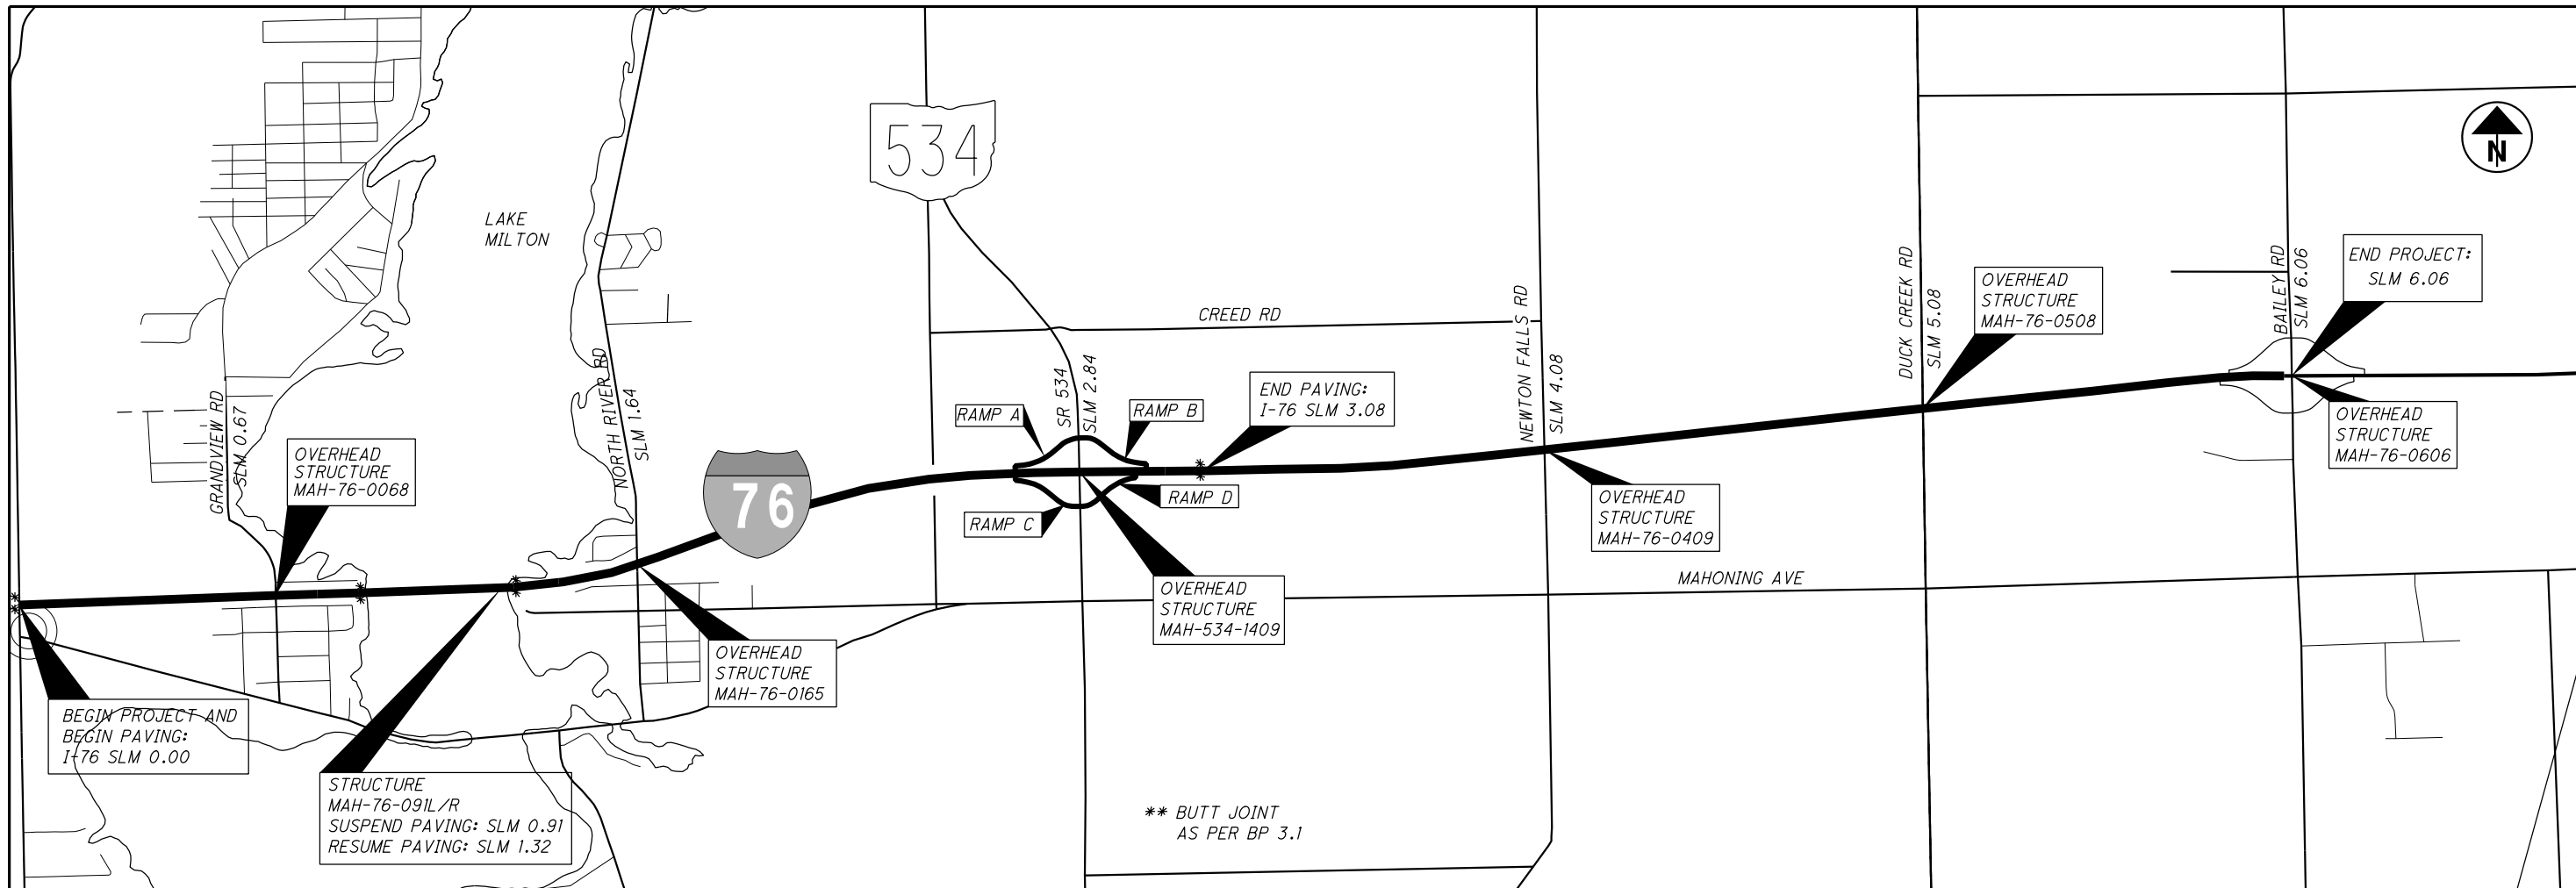 LAKE
MILTON
534
N
CREED RD
GRANDVIEW RD
SLM 0.67
NORTH RIVER RD
SLM 1.64
SR 534
SLM 2.84
NEWTON FALLS RD
SLM 4.08
DUCK CREEK RD
SLM 5.08
BAILEY RD
SLM 6.06
END PROJECT:
SLM 6.06
OVERHEAD
STRUCTURE
MAH-76-0508
END PAVING:
I-76 SLM 3.08
RAMP A
RAMP B
RAMP C
RAMP D
76
OVERHEAD
STRUCTURE
MAH-76-0068
OVERHEAD
STRUCTURE
MAH-76-0606
OVERHEAD
STRUCTURE
MAH-76-0409
MAHONING AVE
OVERHEAD
STRUCTURE
MAH-534-1409
OVERHEAD
STRUCTURE
MAH-76-0165
BEGIN PROJECT AND
BEGIN PAVING:
I-76 SLM 0.00
STRUCTURE
MAH-76-091L/R
SUSPEND PAVING: SLM 0.91
RESUME PAVING: SLM 1.32
** BUTT JOINT
AS PER BP 3.1